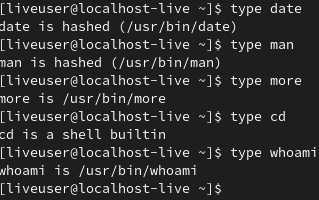 [liveuser@localhost-live ~]$ type date
date is hashed (/usr/bin/date)
[liveuser@localhost-live ~]$ type man
man is hashed (/usr/bin/man)
[liveuser@localhost-live ~]$ type more
more is /usr/bin/more
[liveuser@localhost-live ~]$ type cd
cd is a shell builtin
[liveuser@localhost-live ~]$ type whoami
whoami is /usr/bin/whoami
[liveuser@localhost-live ~]$